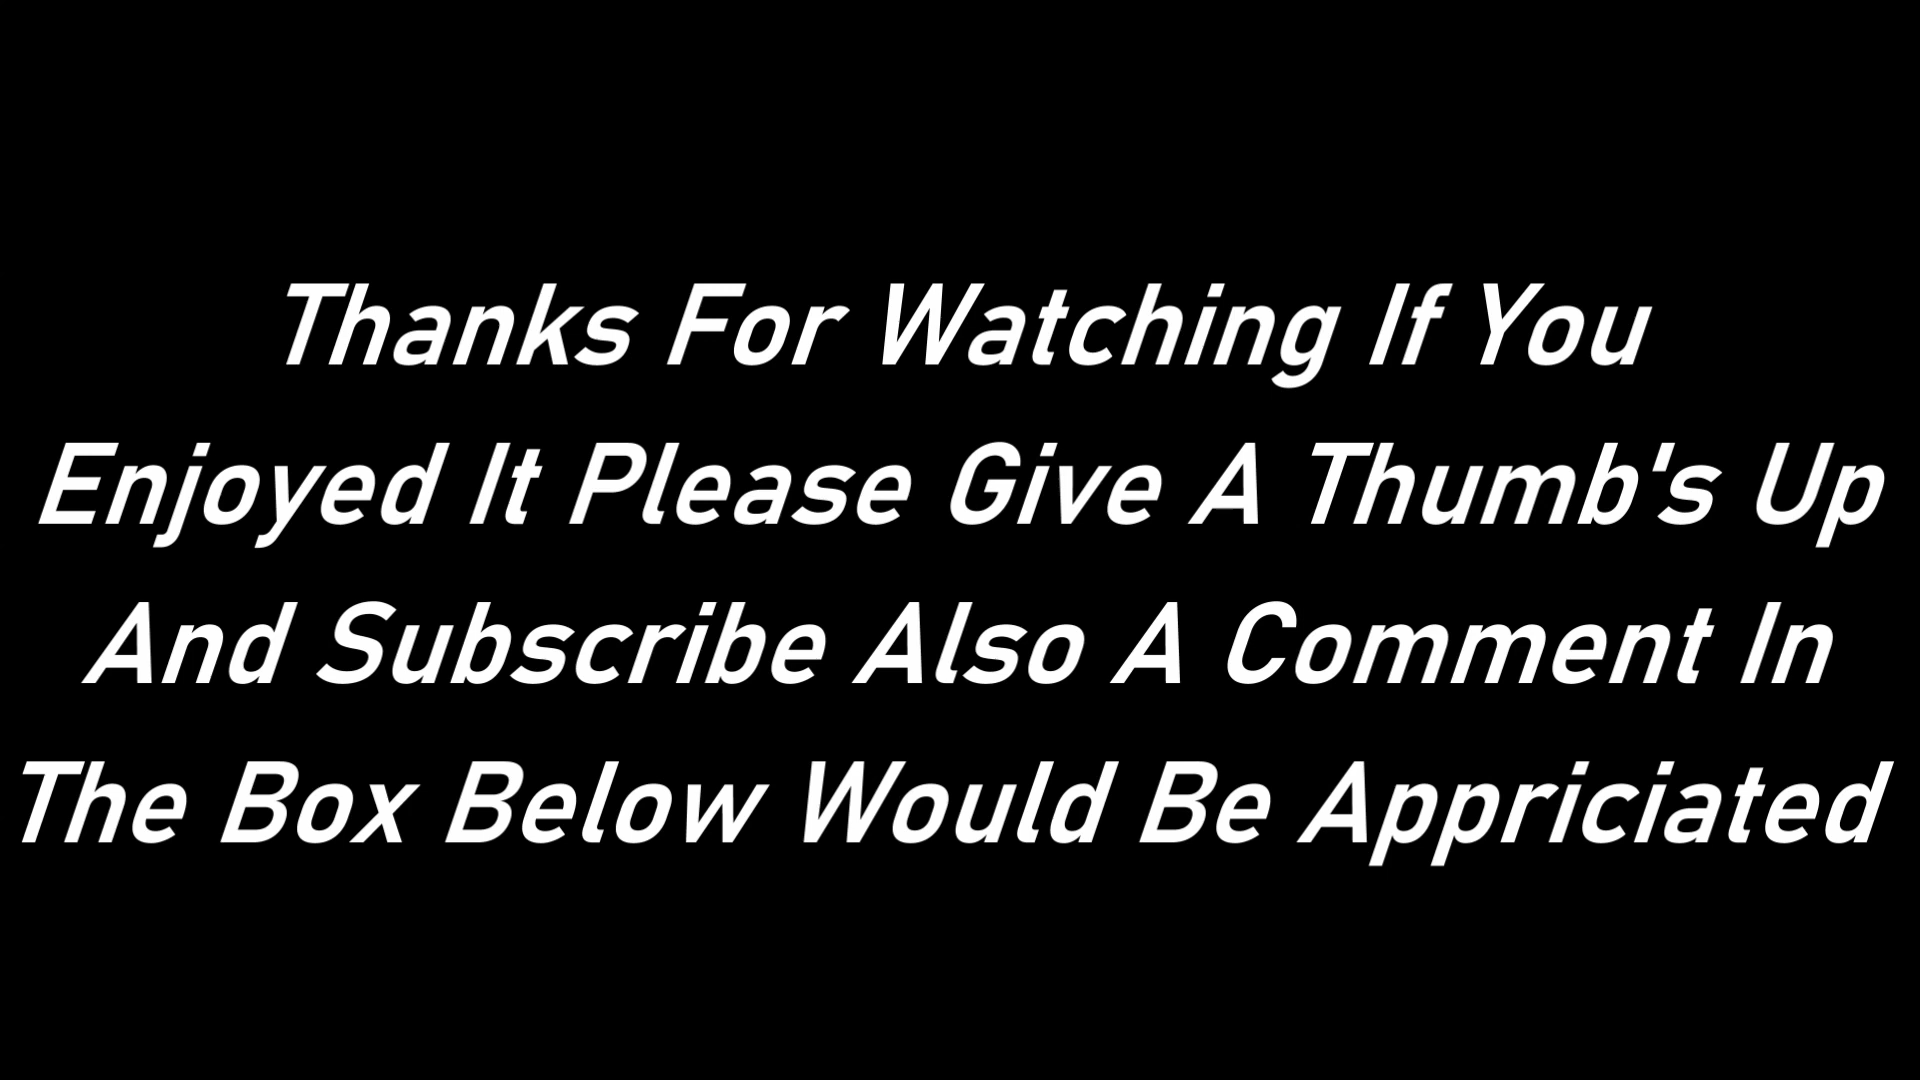 Thanks For Watching If You
Enjoyed It Please Give A Thumb's Up
And Subscribe Also A Comment In
The Box Below Would Be Appriciated